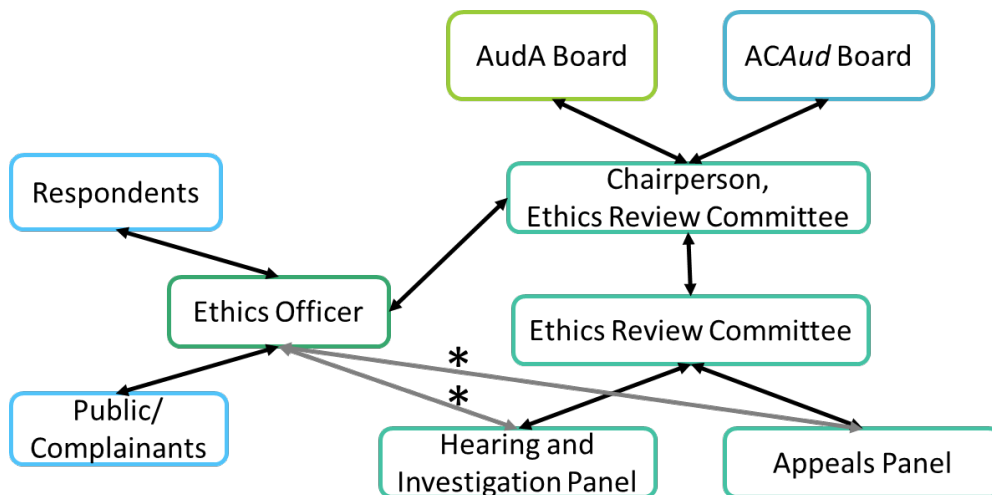 AudA Board
ACAud Board
Respondents
Chairperson,
Ethics Review Committee
Ethics Officer
Ethics Review Committee
*
*
Public/
Complainants
Hearing and
Investigation Panel
Appeals Panel